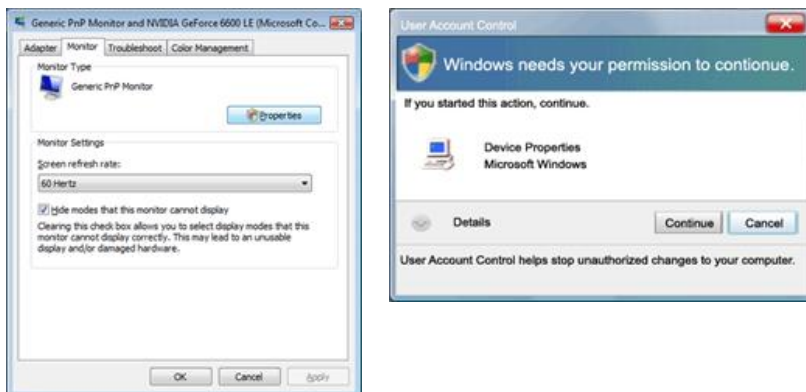 Generic PnP Monitor and NVIDIA GeForce 6600 LE (Microsoft Co...
Adapter
Monitor
Troubleshoot
Color Management
Monitor Type
Generic PnP Monitor
Properties
Monitor Settings
Screen refresh rate:
60 Hertz
Hide modes that this monitor cannot display
Clearing this check box allows you to select display modes that this
monitor cannot display correctly. This may lead to an unusable
display and/or damaged hardware.
OK
Cancel
Apply
User Account Control
Windows needs your permission to contionue.
If you started this action, continue.
Device Properties
Microsoft Windows
Details
Continue
Cancel
User Account Control helps stop unauthorized changes to your computer.